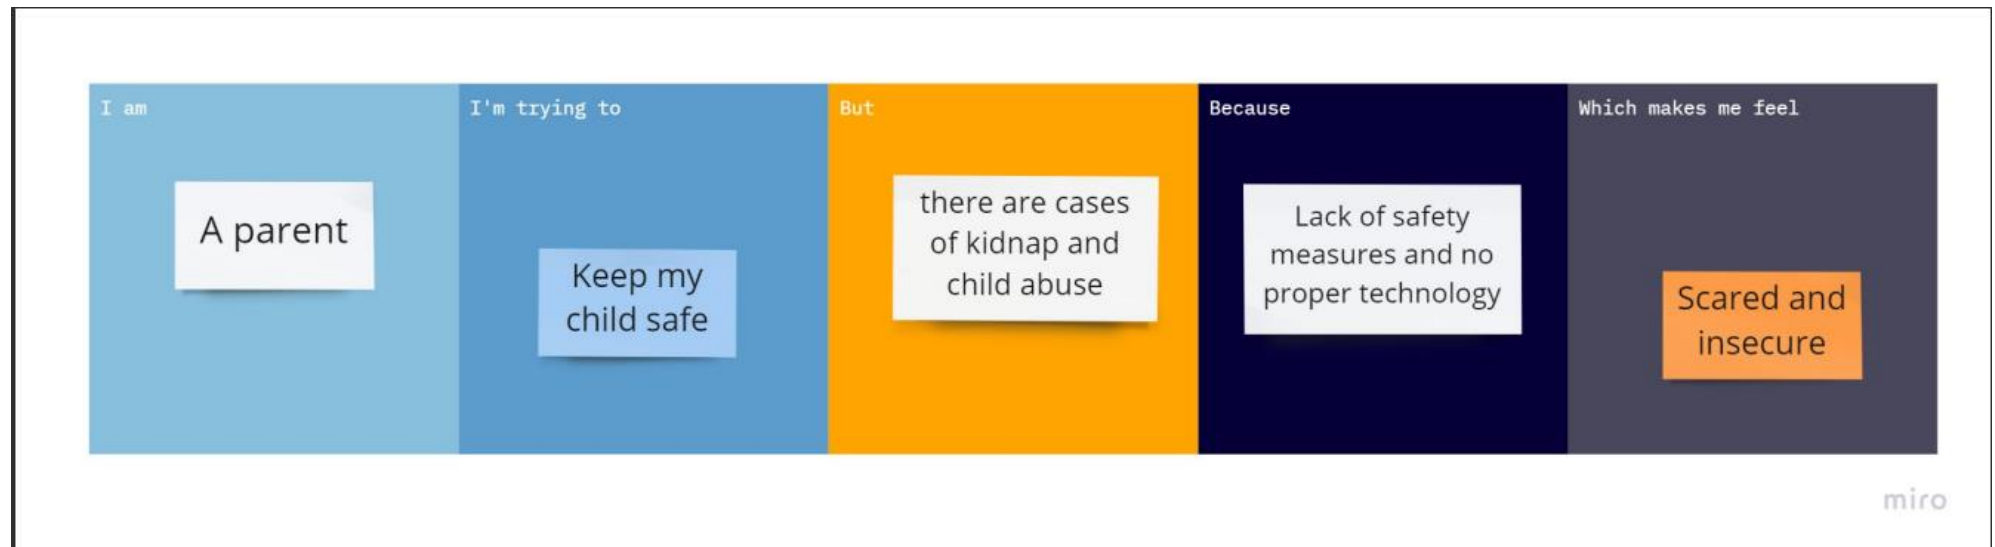 I am
A parent
I'm trying to
Keep my
child safe
But
there are cases
of kidnap and
child abuse
Because
Lack of safety
measures and no
proper technology
Which makes me feel
Scared and
insecure
miro